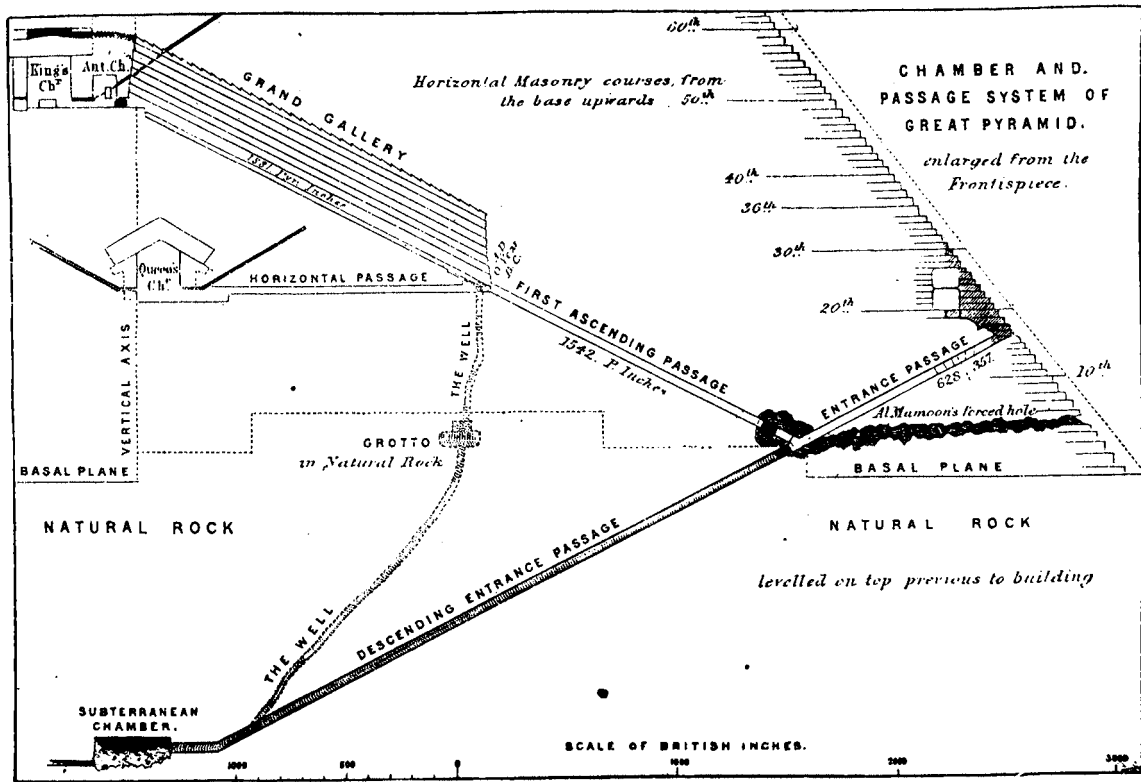 60th
King's
Chr.
Ant. Ch.
GRAND GALLERY
Horizontal Masonry courses, from
the base upwards 50th
CHAMBER AND.
PASSAGE SYSTEM OF
GREAT PYRAMID.
enlarged from the
Frontispiece.
Inches
40th
36th
30th
Queen's
Chr.
HORIZONTAL PASSAGE
20th
FIRST ASCENDING PASSAGE
1542. P. Inches
VERTICAL AXIS
THE WELL
ENTRANCE PASSAGE
628, 357.
10th
Al Mamoon's forced hole
GROTTO
in Natural Rock
BASAL PLANE
BASAL PLANE
NATURAL ROCK
NATURAL ROCK
levelled on top previous to building
DESCENDING ENTRANCE PASSAGE
THE WELL
SUBTERRANEAN
CHAMBER.
SCALE OF BRITISH INCHES.
1000 500 0 1000 2000 3000